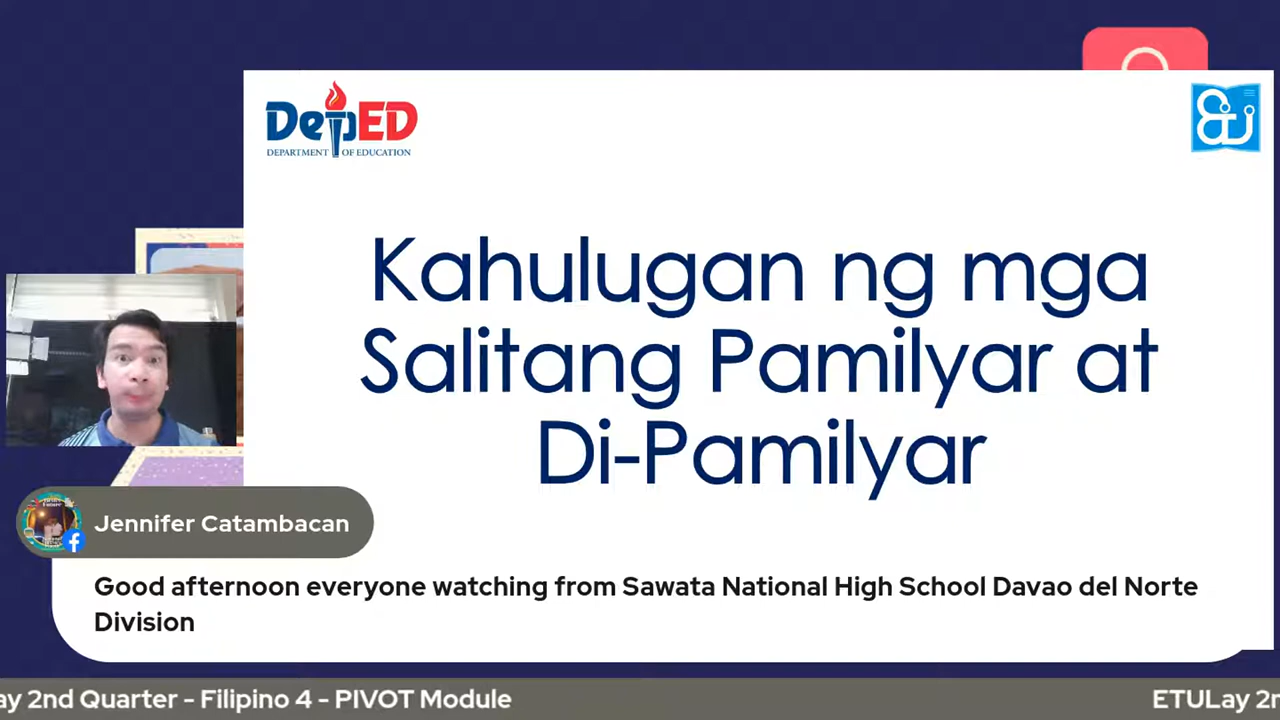 DepED
DEPARTMENT OF EDUCATION
Kahulugan ng mga
Salitang Pamilyar at
Di-Pamilyar
Jennifer Catambacan
Good afternoon everyone watching from Sawata National High School Davao del Norte
Division
ay 2nd Quarter - Filipino 4 - PIVOT Module
ETULay 2n